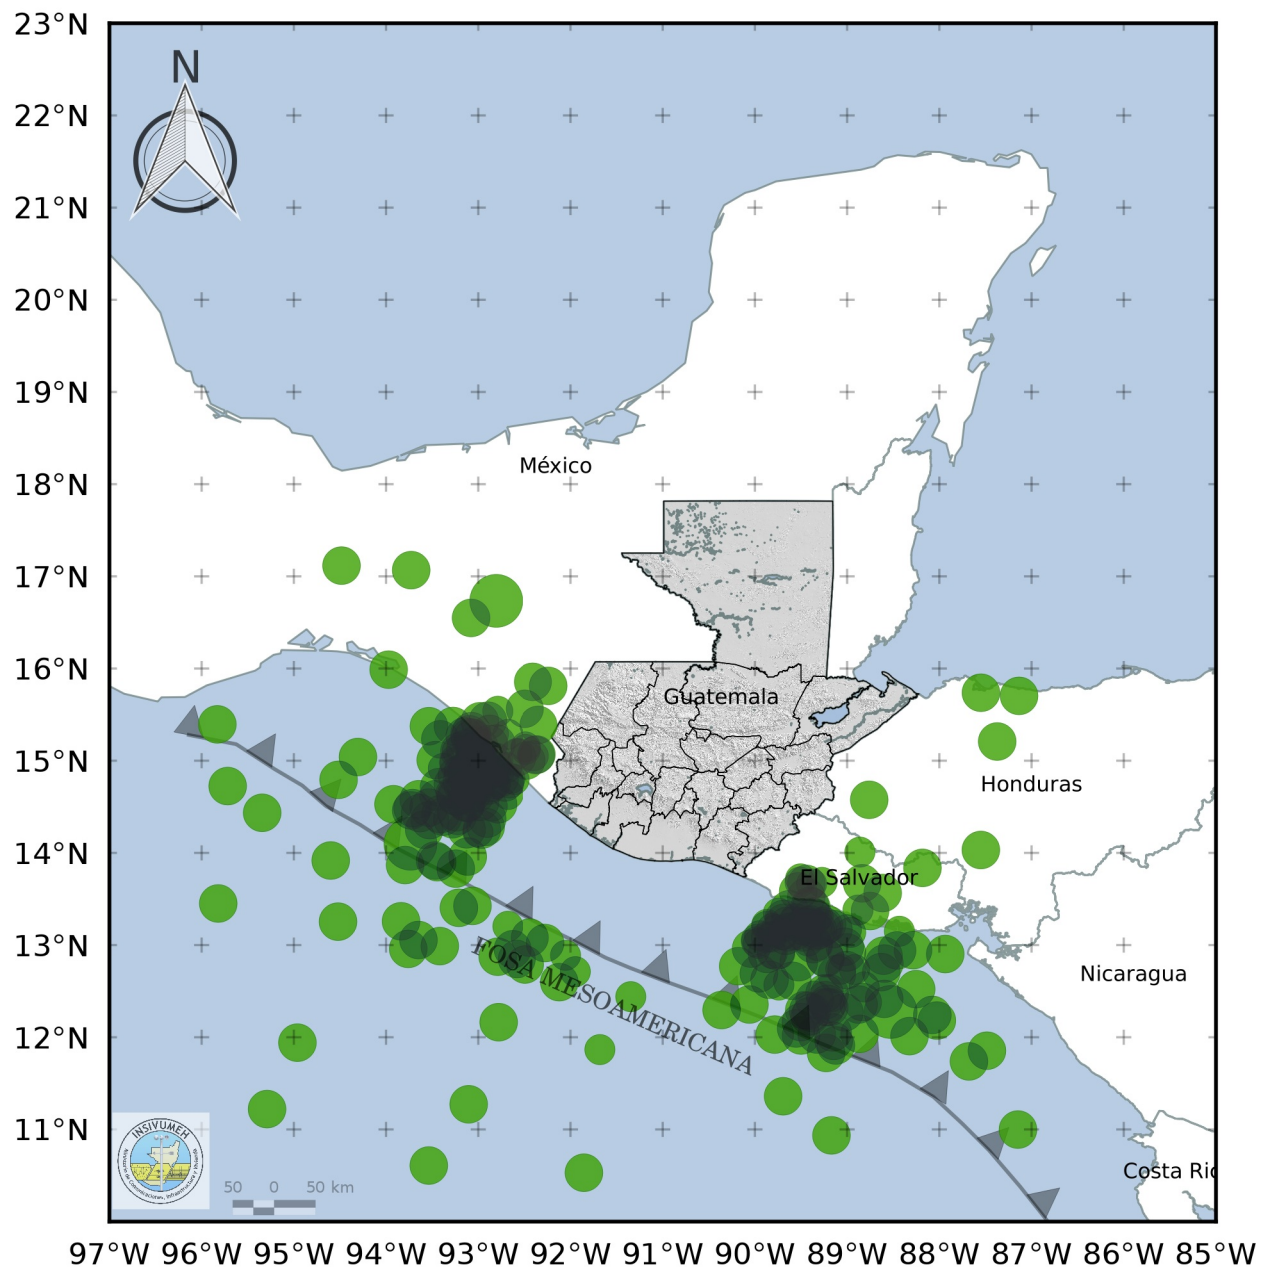 23°N
N
22°N
21°N
20°N
19°N
México
18°N
17°N
16°N
Guatemala
15°N
Honduras
14°N
El Salvador
13°N
FOSA MESOAMERICANA
Nicaragua
12°N
11°N
INSIVUMEH
Costa Ric
50 0 50 km
97°W 96°W 95°W 94°W 93°W 92°W 91°W 90°W 89°W 88°W 87°W 86°W 85°W